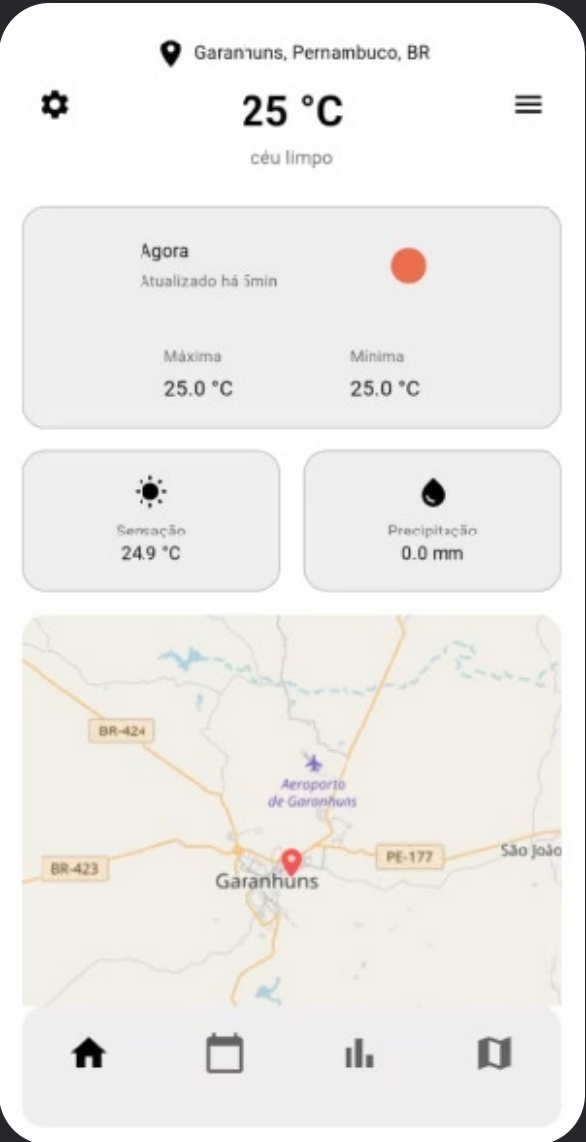 Garanhuns, Pernambuco, BR
25 °C
céu limpo
Agora
Atualizado há 5min
Máxima
Mínima
25.0 °C
25.0 °C
Sensação
Precipitação
24.9 °C
0.0 mm
BR-424
Aeroporto
de Garanhuns
PE-177
São João
BR-423
Garanhuns